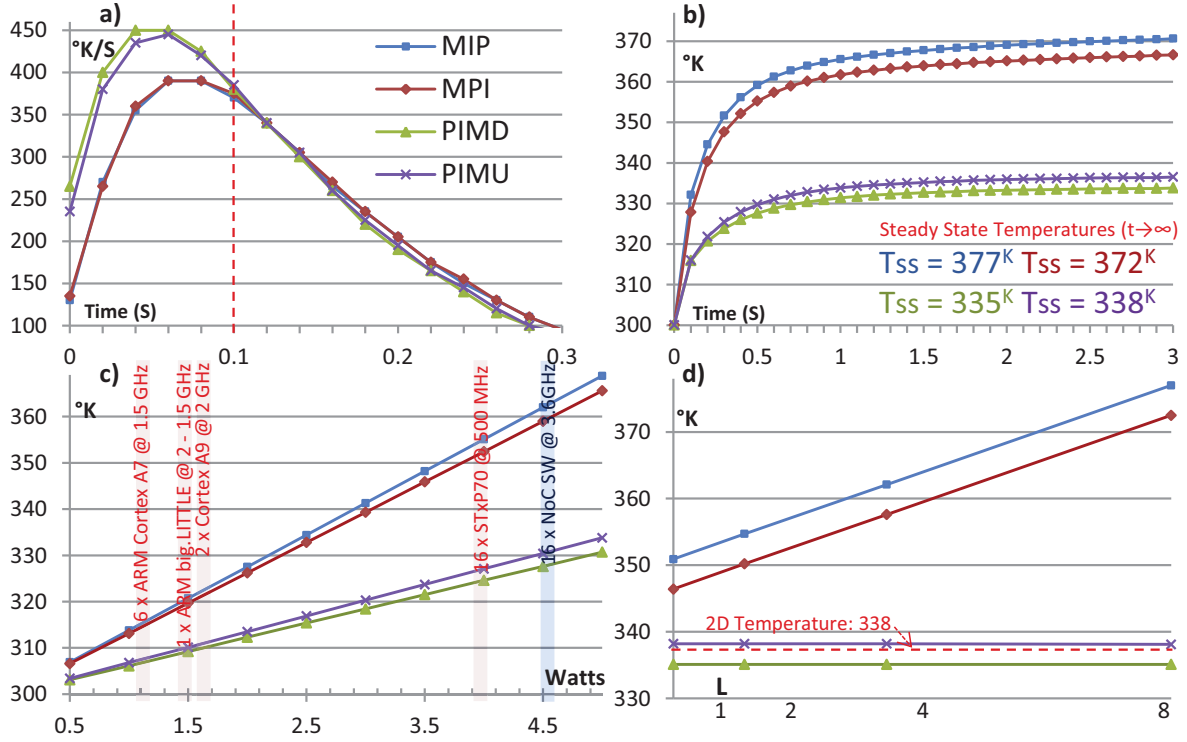 a)
°K/S
450
400
350
300
250
200
150
100
MIP
MPI
PIMD
PIMU
Time (S)
0 0.1 0.2 0.3
b)
°K
370
360
350
340
330
320
310
300
Steady State Temperatures (t→∞)
Tss = 377K Tss = 372K
Tss = 335K Tss = 338K
Time (S)
0 0.5 1 1.5 2 2.5 3
c)
°K
360
350
340
330
320
310
300
6 x ARM Cortex A7 @ 1.5 GHz
1 x ARM big.LITTLE @ 2 - 1.5 GHz
2 x Cortex A9 @ 2 GHz
16 x STxP70 @ 500 MHz
16 x NoC SW @ 3.6GHz
Watts
0.5 1.5 2.5 3.5 4.5
d)
°K
370
360
350
340
330
2D Temperature: 338
L
1 2 4 8